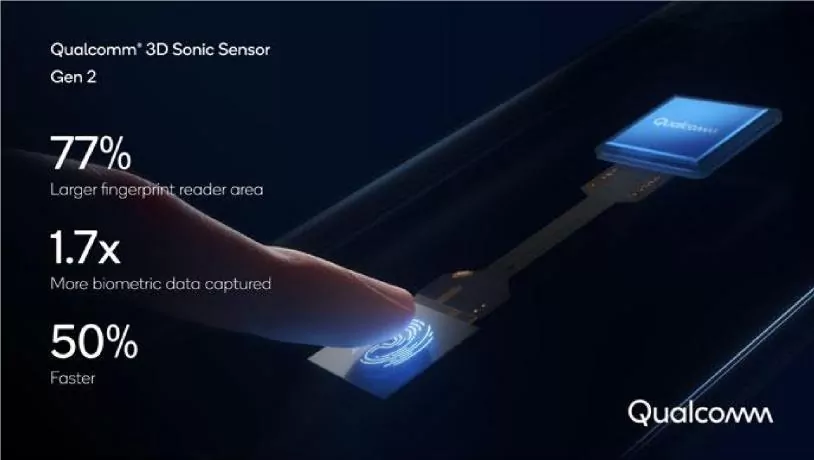 Qualcomm® 3D Sonic Sensor
Gen 2
77%
Larger fingerprint reader area
1.7x
More biometric data captured
50%
Faster
Qualcomm
Qualcomm